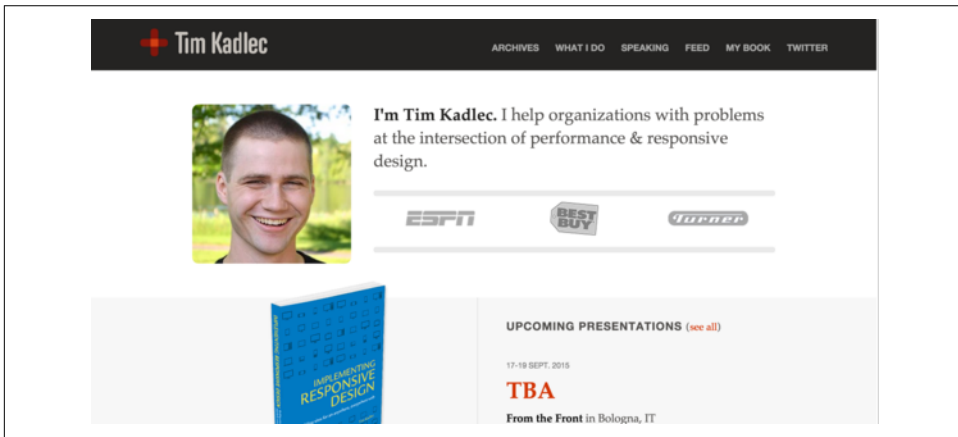 Tim Kadlec
ARCHIVES WHAT I DO SPEAKING FEED MY BOOK TWITTER
I'm Tim Kadlec. I help organizations with problems
at the intersection of performance & responsive
design.
ESPN BEST BUY Turner
IMPLEMENTING
RESPONSIVE
DESIGN
UPCOMING PRESENTATIONS (see all)
17-19 SEPT. 2015
TBA
From the Front in Bologna, IT